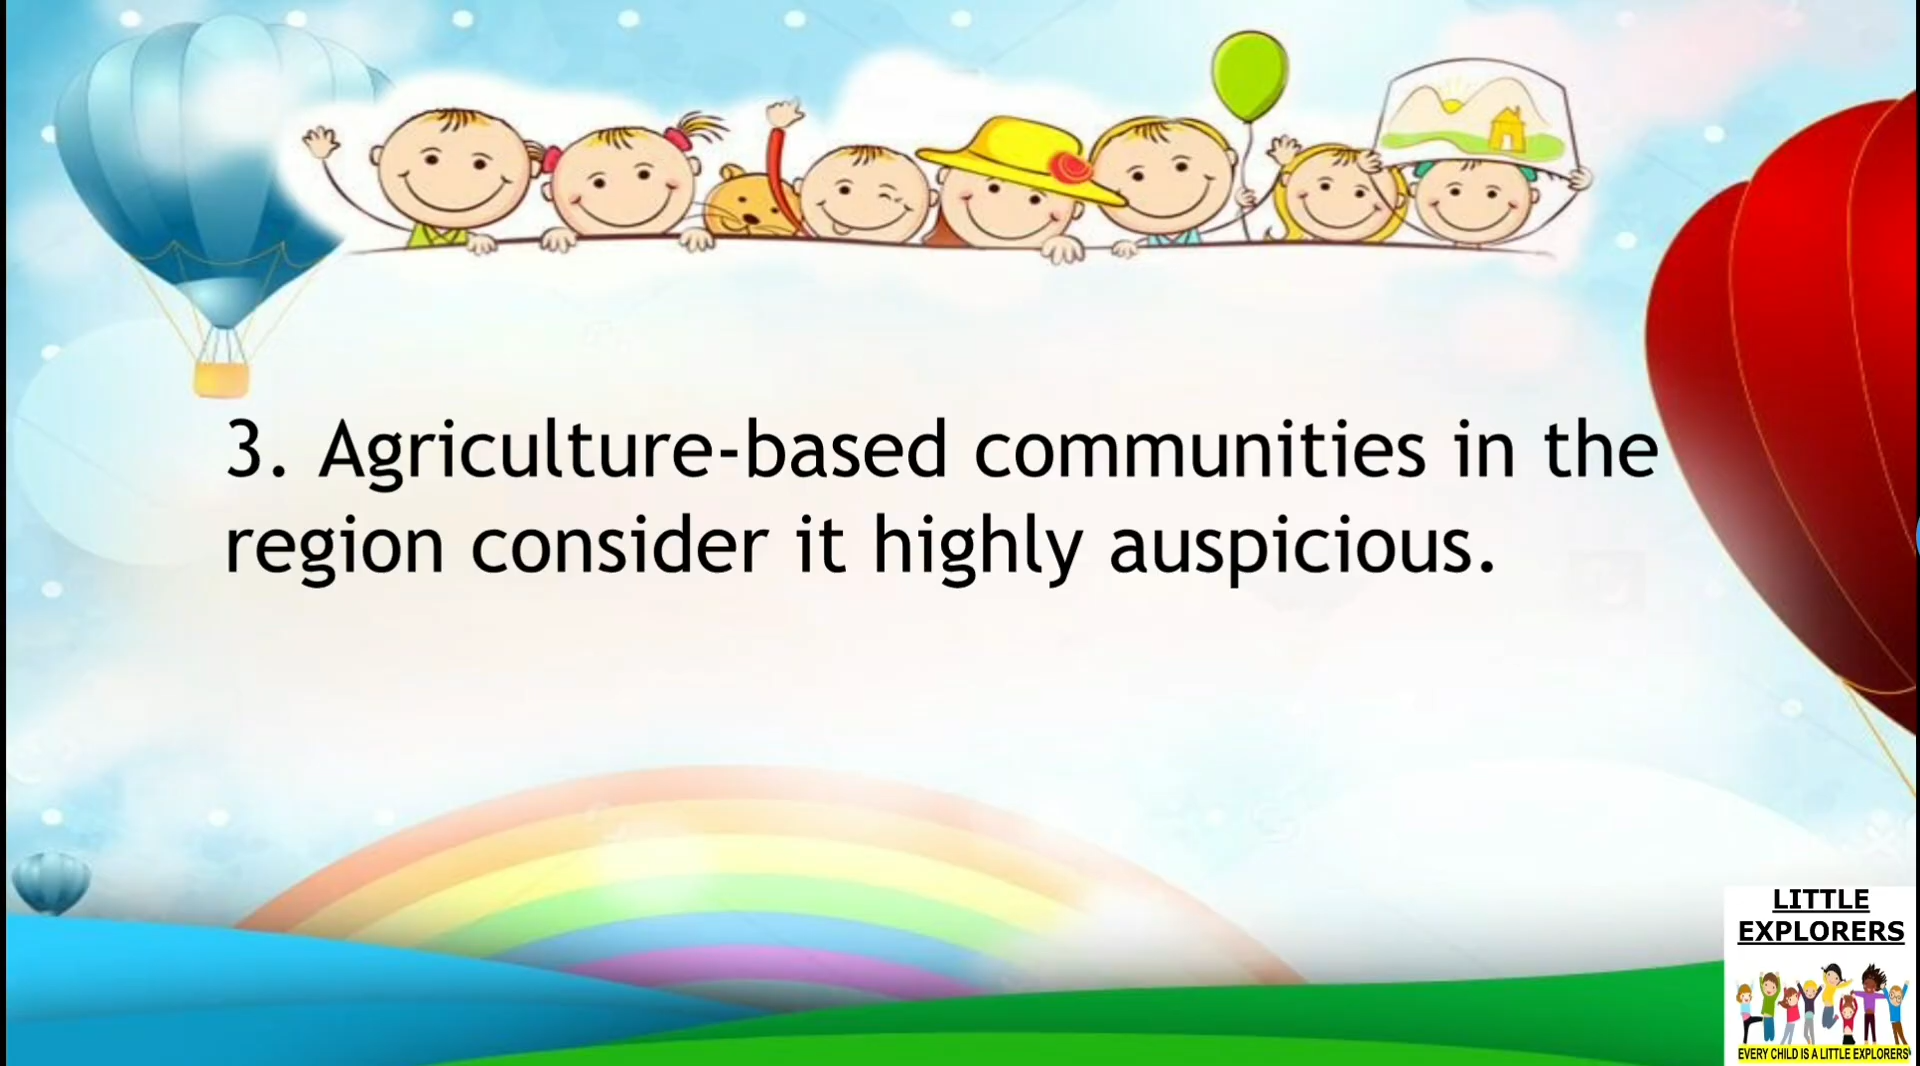 3. Agriculture-based communities in the
region consider it highly auspicious.
LITTLE
EXPLORERS
EVERY CHILD IS A LITTLE EXPLORERS